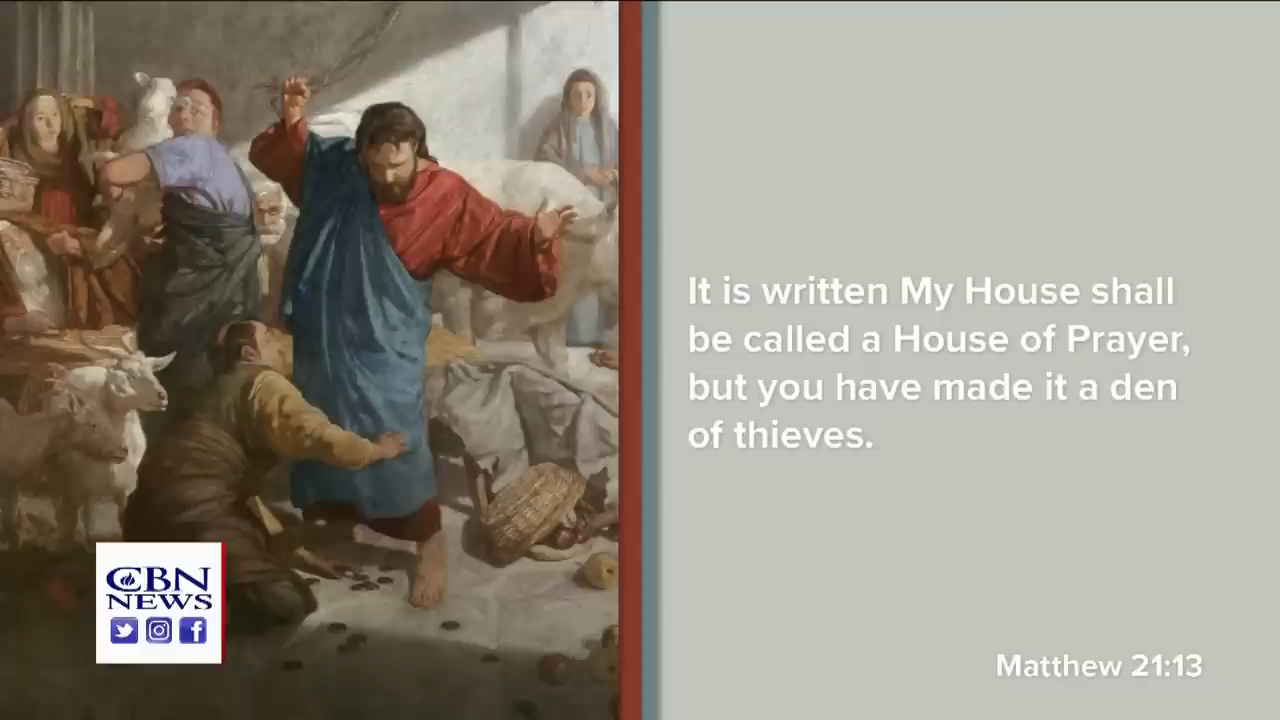 It is written My House shall
be called a House of Prayer,
but you have made it a den
of thieves.
CBN
NEWS
Matthew 21:13